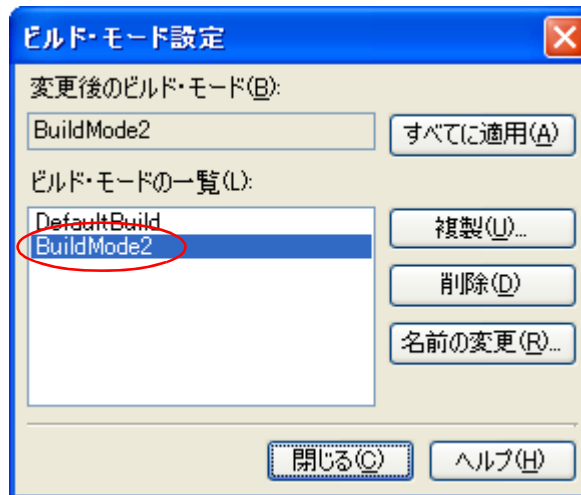 ビルド・モード設定
変更後のビルド・モード(B):
BuildMode2
すべてに適用(A)
ビルド・モードの一覧(L):
DefaultBuild
BuildMode2
複製(U)...
削除(D)
名前の変更(R)...
閉じる(C)
ヘルプ(H)